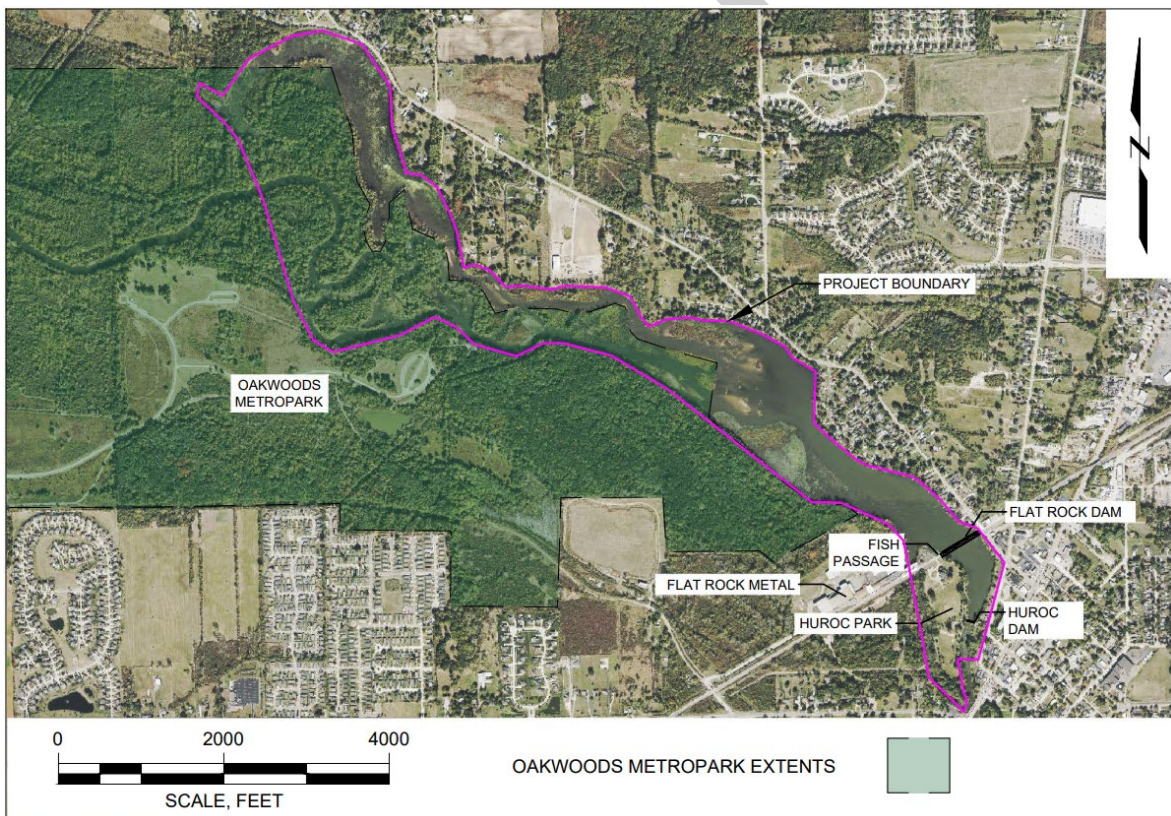 N
PROJECT BOUNDARY
OAKWOODS
METROPARK
FLAT ROCK DAM
FISH
PASSAGE
FLAT ROCK METAL
HUROC PARK
HUROC
DAM
0 2000 4000
SCALE, FEET
OAKWOODS METROPARK EXTENTS